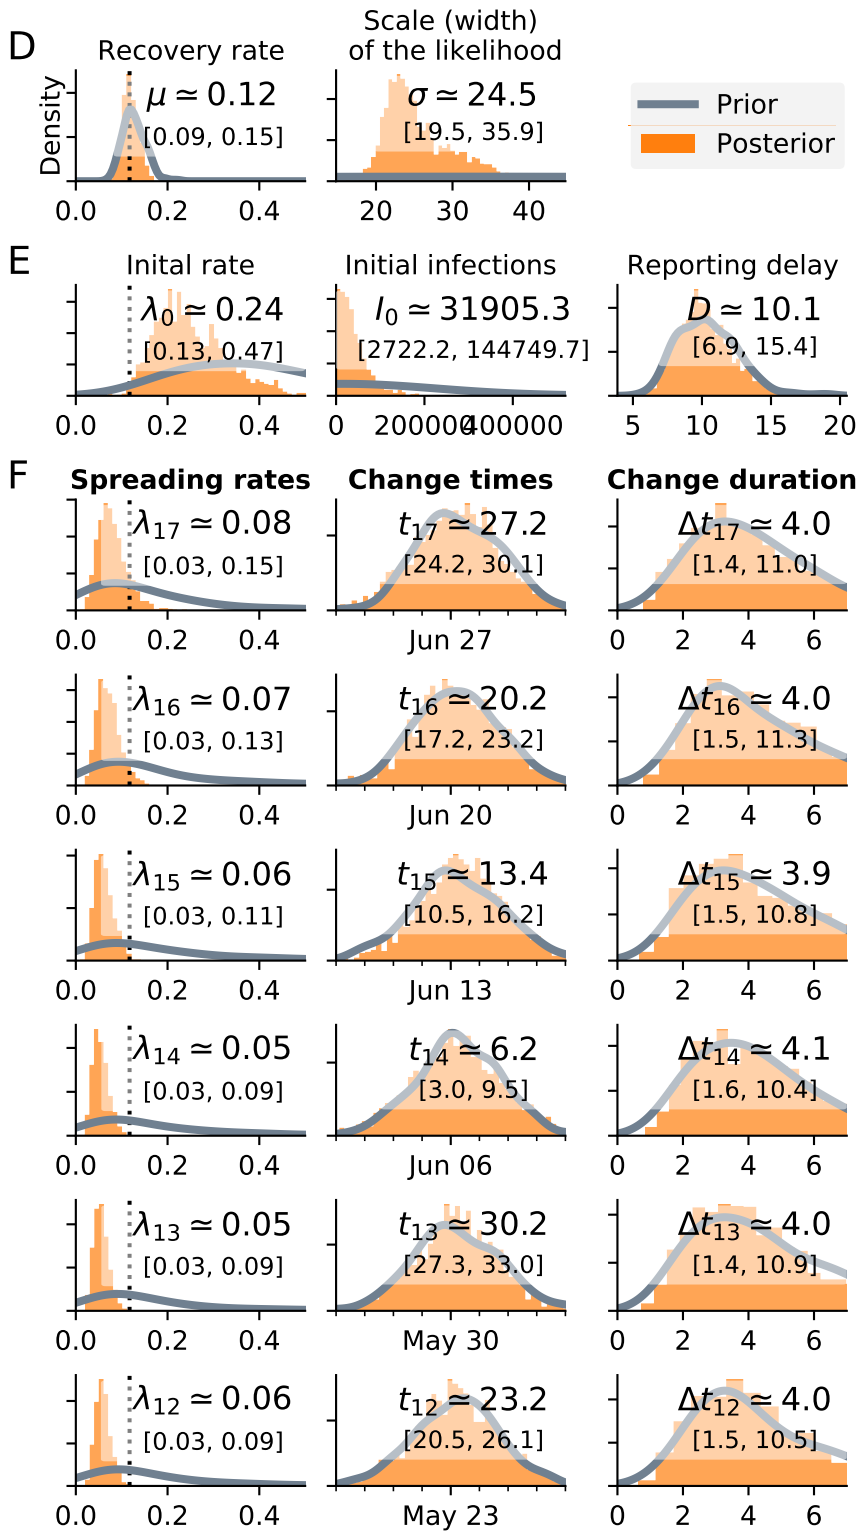 D
Recovery rate
Scale (width)
of the likelihood
Density
μ ≃ 0.12
[0.09, 0.15]
σ ≃ 24.5
[19.5, 35.9]
Prior
Posterior
0.0 0.2 0.4
20 30 40
E
Inital rate
Initial infections
Reporting delay
λ0 ≃ 0.24
[0.13, 0.47]
I0 ≃ 31905.3
[2722.2, 144749.7]
D ≃ 10.1
[6.9, 15.4]
0.0 0.2 0.4
0 200000 400000
5 10 15 20
F
Spreading rates
Change times
Change duration
λ17 ≃ 0.08
[0.03, 0.15]
t17 ≃ 27.2
[24.2, 30.1]
Δt17 ≃ 4.0
[1.4, 11.0]
0.0 0.2 0.4
Jun 27
0 2 4 6
λ16 ≃ 0.07
[0.03, 0.13]
t16 ≃ 20.2
[17.2, 23.2]
Δt16 ≃ 4.0
[1.5, 11.3]
0.0 0.2 0.4
Jun 20
0 2 4 6
λ15 ≃ 0.06
[0.03, 0.11]
t15 ≃ 13.4
[10.5, 16.2]
Δt15 ≃ 3.9
[1.5, 10.8]
0.0 0.2 0.4
Jun 13
0 2 4 6
λ14 ≃ 0.05
[0.03, 0.09]
t14 ≃ 6.2
[3.0, 9.5]
Δt14 ≃ 4.1
[1.6, 10.4]
0.0 0.2 0.4
Jun 06
0 2 4 6
λ13 ≃ 0.05
[0.03, 0.09]
t13 ≃ 30.2
[27.3, 33.0]
Δt13 ≃ 4.0
[1.4, 10.9]
0.0 0.2 0.4
May 30
0 2 4 6
λ12 ≃ 0.06
[0.03, 0.09]
t12 ≃ 23.2
[20.5, 26.1]
Δt12 ≃ 4.0
[1.5, 10.5]
0.0 0.2 0.4
May 23
0 2 4 6